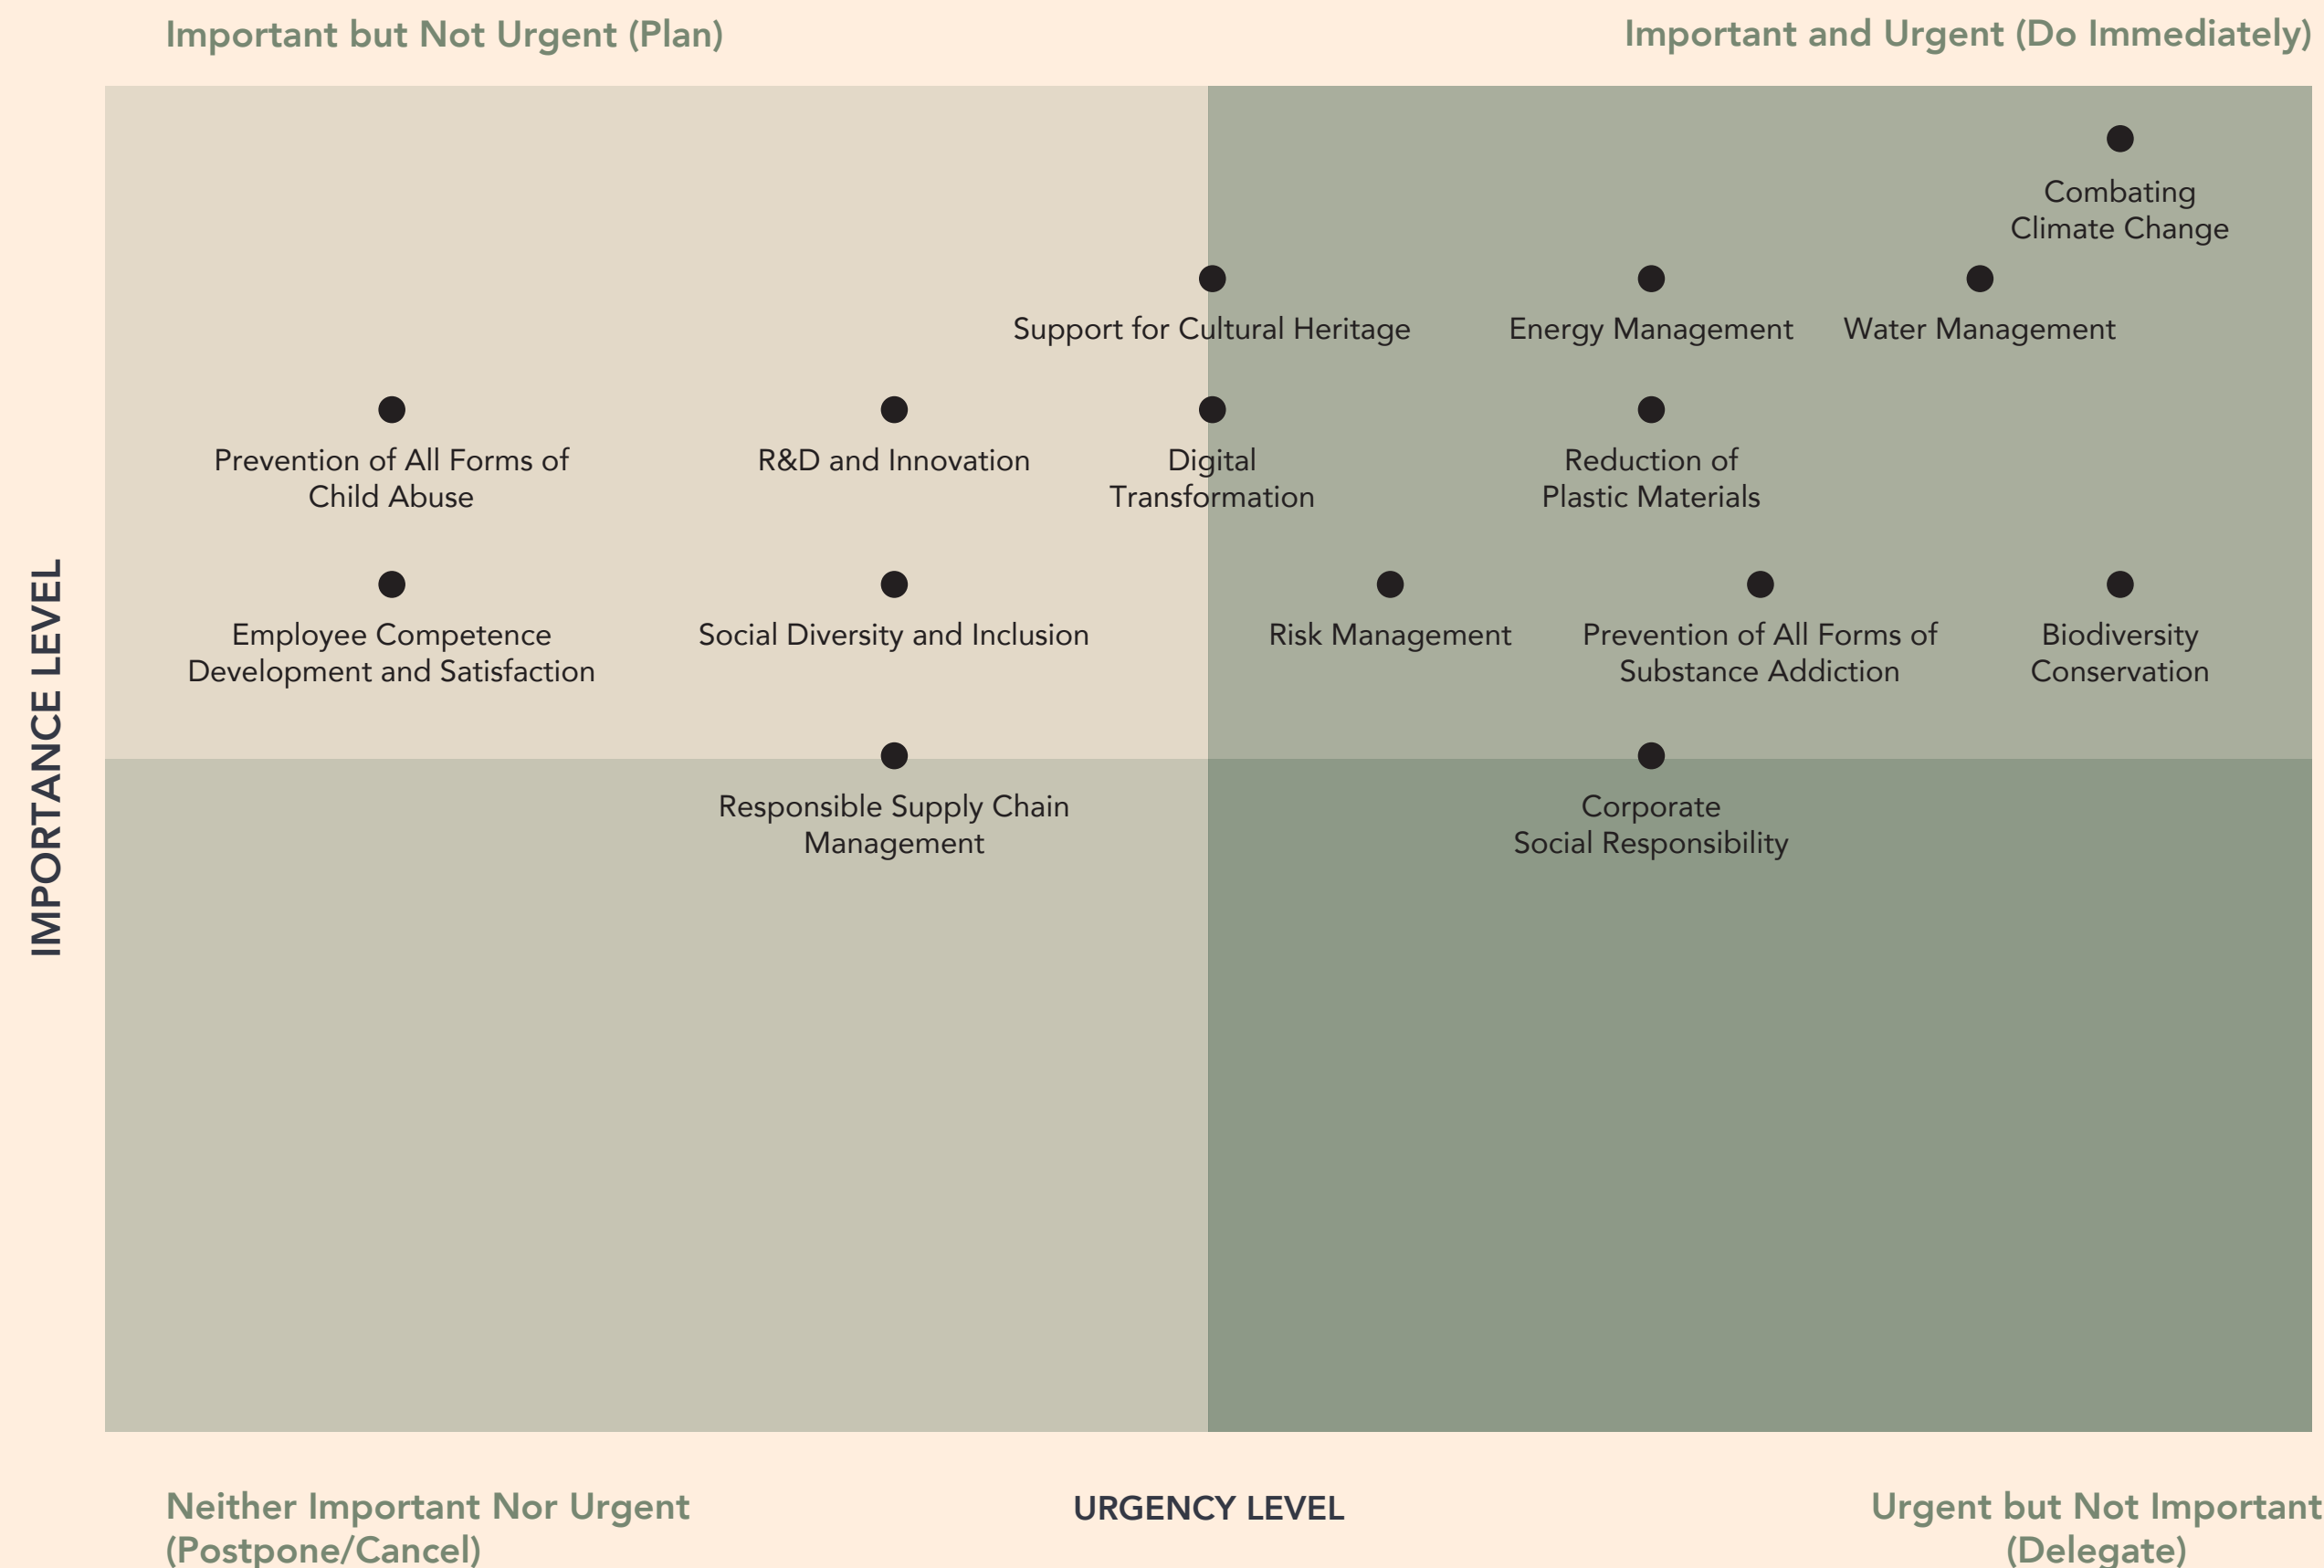 Important but Not Urgent (Plan)
Important and Urgent (Do Immediately)
Combating
Climate Change
Support for Cultural Heritage
Energy Management
Water Management
Prevention of All Forms of
Child Abuse
R&D and Innovation
Digital
Transformation
Reduction of
Plastic Materials
IMPORTANCE LEVEL
Employee Competence
Development and Satisfaction
Social Diversity and Inclusion
Risk Management
Prevention of All Forms of
Substance Addiction
Biodiversity
Conservation
Responsible Supply Chain
Management
Corporate
Social Responsibility
Neither Important Nor Urgent
(Postpone/Cancel)
URGENCY LEVEL
Urgent but Not Important
(Delegate)